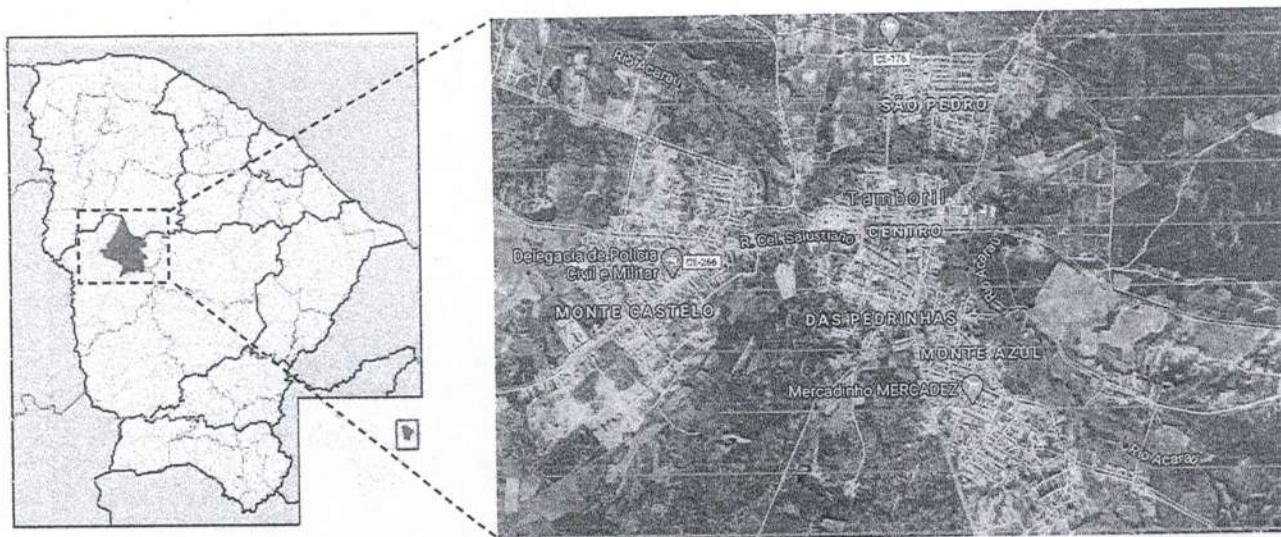 Rio Acaraú
CE-176
SÃO PEDRO
Tamboril
CENTRO
R. Cel. Salustiano
Delegacia de Polícia
Civil e Militar
CE-266
Rio Acaraú
MONTE CASTELO
DAS PEDRINHAS
MONTE AZUL
Mercadinho MERCADEZ
Rio Acaraú